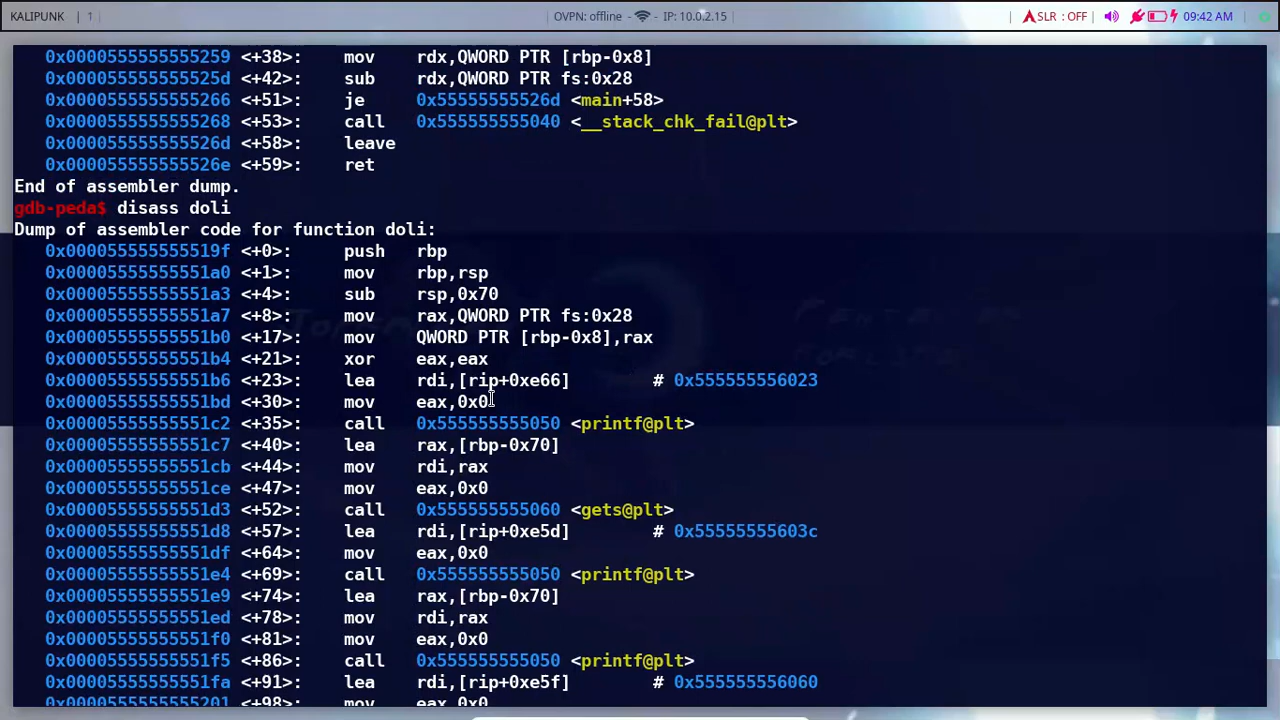 KALIPUNK | 1 OVPN: offline - IP: 10.0.2.15 | SLR : OFF 09:42 AM
0x0000555555555259 <+38>: mov rdx,QWORD PTR [rbp-0x8]
0x000055555555525d <+42>: sub rdx,QWORD PTR fs:0x28
0x0000555555555266 <+51>: je 0x55555555526d <main+58>
0x0000555555555268 <+53>: call 0x555555555040 <__stack_chk_fail@plt>
0x000055555555526d <+58>: leave
0x000055555555526e <+59>: ret
End of assembler dump.
gdb-peda$ disass doli
Dump of assembler code for function doli:
0x000055555555519f <+0>: push rbp
0x00005555555551a0 <+1>: mov rbp,rsp
0x00005555555551a3 <+4>: sub rsp,0x70
0x00005555555551a7 <+8>: mov rax,QWORD PTR fs:0x28
0x00005555555551b0 <+17>: mov QWORD PTR [rbp-0x8],rax
0x00005555555551b4 <+21>: xor eax,eax
0x00005555555551b6 <+23>: lea rdi,[rip+0xe66] # 0x555555556023
0x00005555555551bd <+30>: mov eax,0x0
0x00005555555551c2 <+35>: call 0x555555555050 <printf@plt>
0x00005555555551c7 <+40>: lea rax,[rbp-0x70]
0x00005555555551cb <+44>: mov rdi,rax
0x00005555555551ce <+47>: mov eax,0x0
0x00005555555551d3 <+52>: call 0x555555555060 <gets@plt>
0x00005555555551d8 <+57>: lea rdi,[rip+0xe5d] # 0x55555555603c
0x00005555555551df <+64>: mov eax,0x0
0x00005555555551e4 <+69>: call 0x555555555050 <printf@plt>
0x00005555555551e9 <+74>: lea rax,[rbp-0x70]
0x00005555555551ed <+78>: mov rdi,rax
0x00005555555551f0 <+81>: mov eax,0x0
0x00005555555551f5 <+86>: call 0x555555555050 <printf@plt>
0x00005555555551fa <+91>: lea rdi,[rip+0xe5f] # 0x555555556060
0x0000555555555201 <+98>: mov eax,0x0